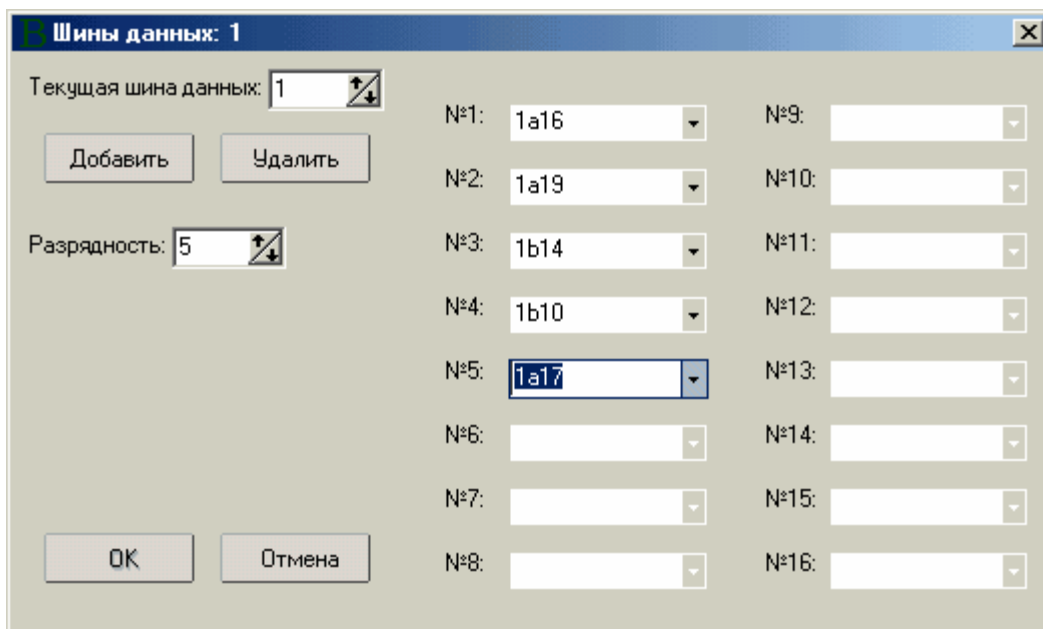 B Шины данных: 1
Текущая шина данных: 1
Добавить Удалить
Разрядность: 5
№1: 1a16
№2: 1a19
№3: 1b14
№4: 1b10
№5: 1a17
№6:
№7:
№8:
№9:
№10:
№11:
№12:
№13:
№14:
№15:
№16:
OK Отмена